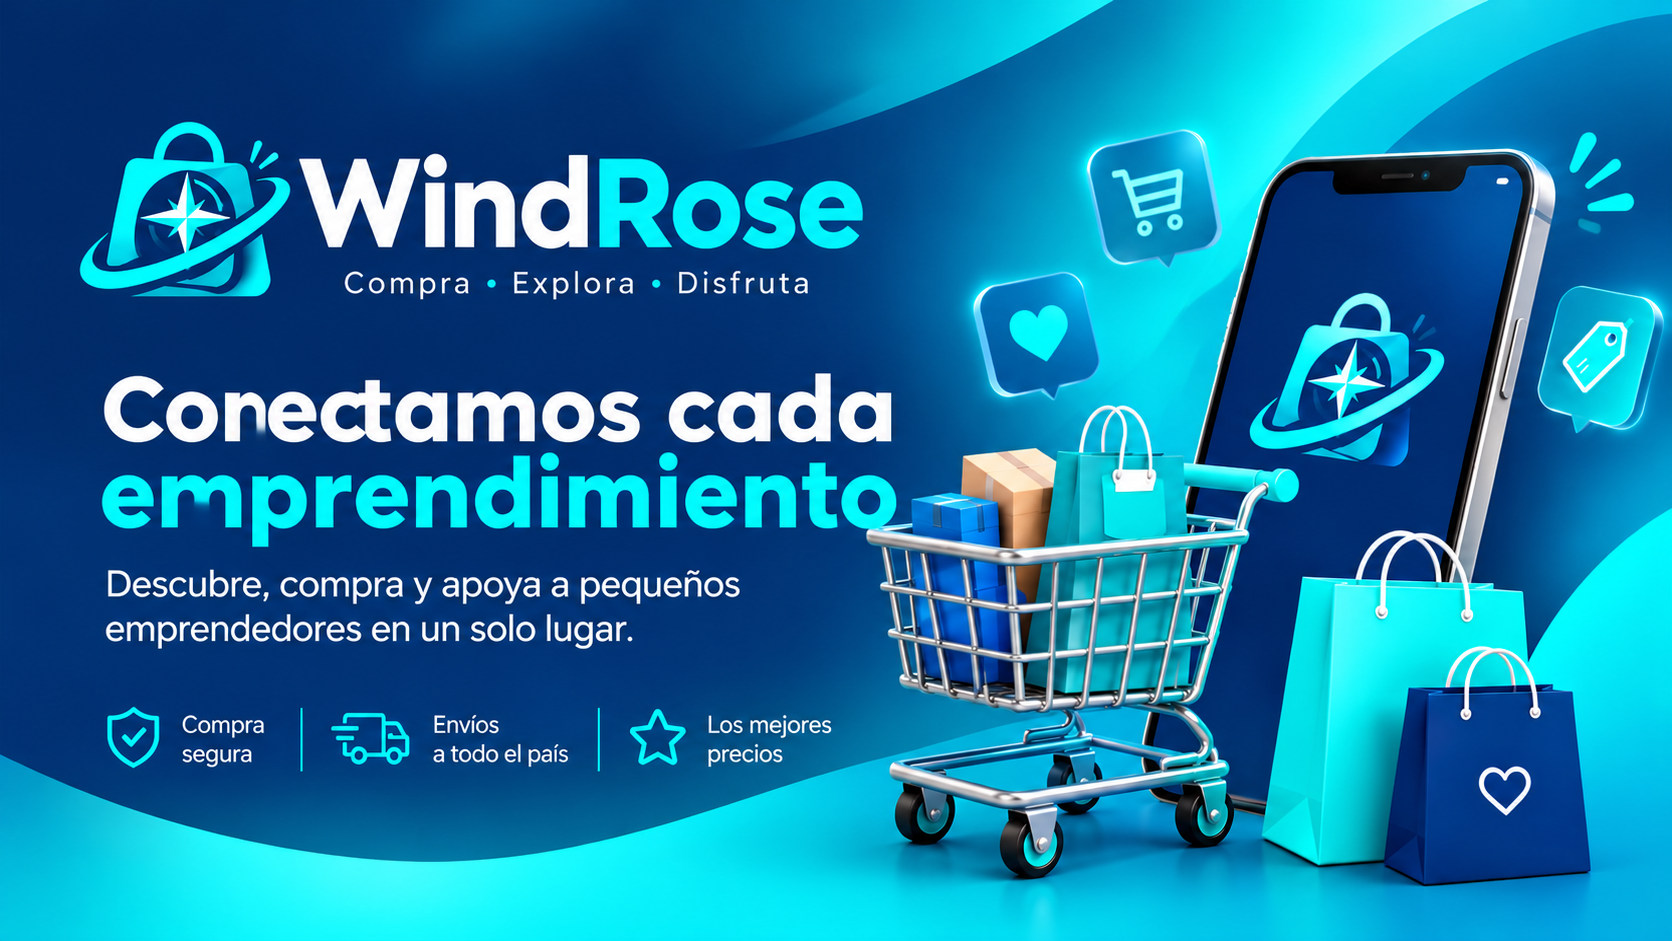 WindRose
Compra • Explora • Disfruta
Conectamos cada
emprendimiento
Descubre, compra y apoya a pequeños
emprendedores en un solo lugar.
Compra
segura
Envíos
a todo el país
Los mejores
precios